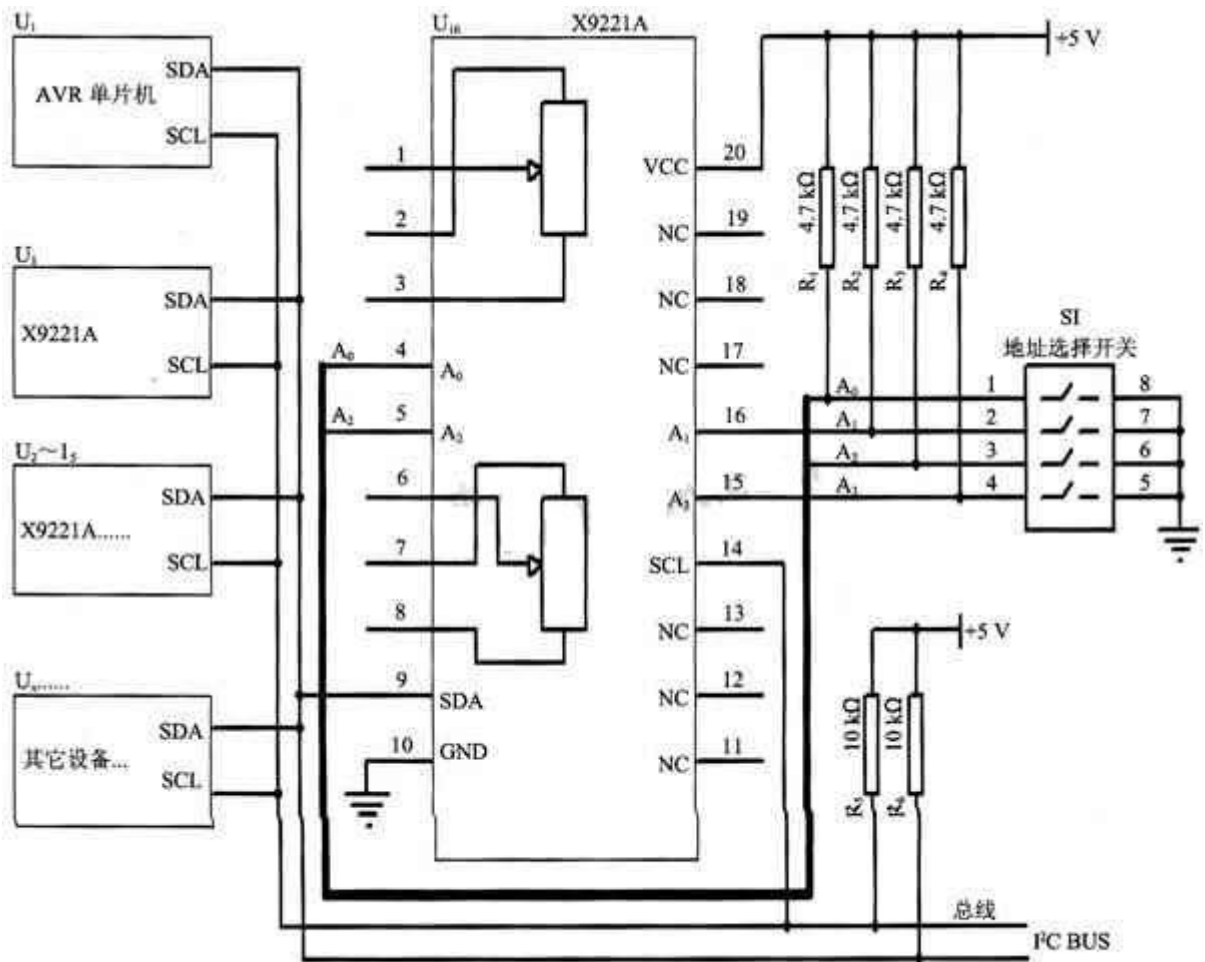 U₁
AVR 单片机
SDA
SCL
U₁
X9221A
SDA
SCL
U₂～1₅
X9221A......
SDA
SCL
其它设备...
SDA
SCL
X9221A
1
2
3
4
5
6
7
8
9
10
A₀
A₂
A₀
A₂
SDA
GND
VCC
NC
NC
NC
A₁
A₃
SCL
NC
NC
NC
20
19
18
17
16
15
14
13
12
11
+5 V
4.7 kΩ
4.7 kΩ
4.7 kΩ
4.7 kΩ
R₁
R₂
R₃
R₄
SI
地址选择开关
A₀
1
8
A₁
2
7
A₂
3
6
4
5
+5 V
10 kΩ
10 kΩ
R₅
R₆
总线
I²C BUS